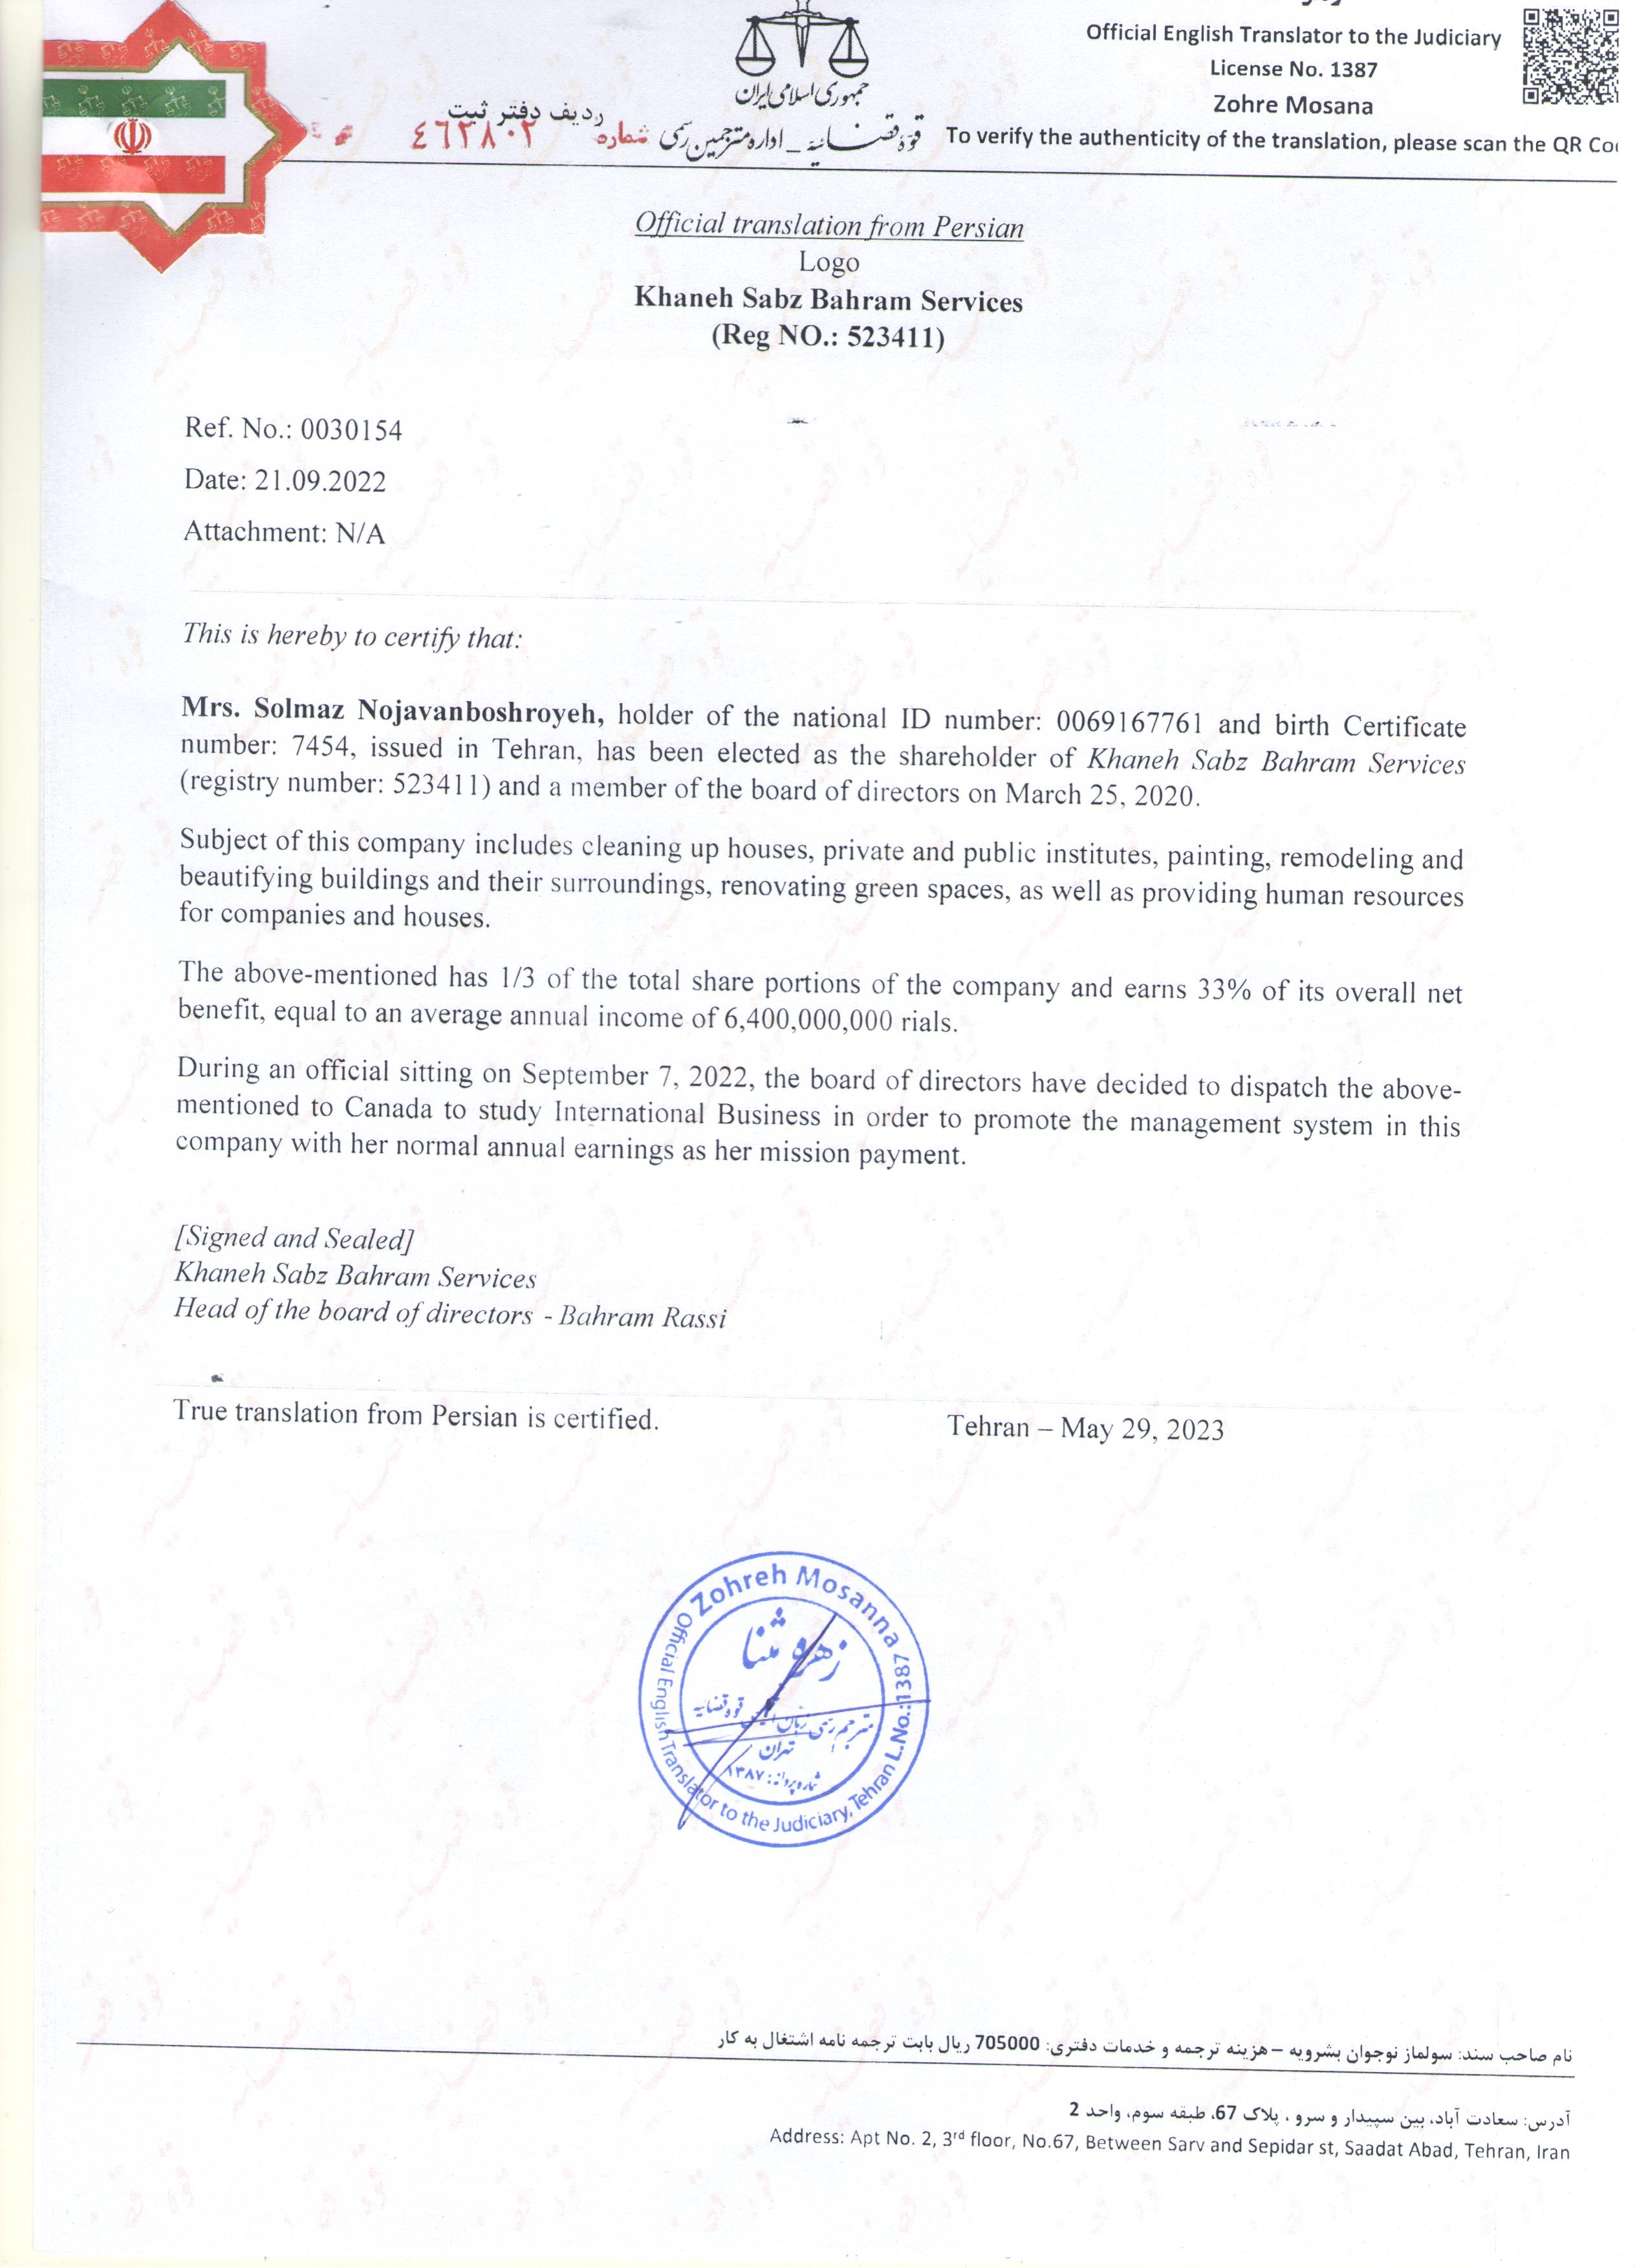 Official English Translator to the Judiciary
License No. 1387
Zohre Mosana
To verify the authenticity of the translation, please scan the QR
جمهوری اسلامی ایران
قوه قضائیه _ اداره مترجمین رسمی
ردیف دفتر ثبت
شماره ٤٦٢٨٠٢
Official translation from Persian
Logo
Khaneh Sabz Bahram Services
(Reg NO.: 523411)
Ref. No.: 0030154
Date: 21.09.2022
Attachment: N/A
This is hereby to certify that:
Mrs. Solmaz Nojavanboshroyeh, holder of the national ID number: 0069167761 and birth Certificate
number: 7454, issued in Tehran, has been elected as the shareholder of Khaneh Sabz Bahram Services
(registry number: 523411) and a member of the board of directors on March 25, 2020.
Subject of this company includes cleaning up houses, private and public institutes, painting, remodeling and
beautifying buildings and their surroundings, renovating green spaces, as well as providing human resources
for companies and houses.
The above-mentioned has 1/3 of the total share portions of the company and earns 33% of its overall net
benefit, equal to an average annual income of 6,400,000,000 rials.
During an official sitting on September 7, 2022, the board of directors have decided to dispatch the above-
mentioned to Canada to study International Business in order to promote the management system in this
company with her normal annual earnings as her mission payment.
[Signed and Sealed]
Khaneh Sabz Bahram Services
Head of the board of directors - Bahram Rassi
True translation from Persian is certified.
Tehran – May 29, 2023
Zohreh Mosanna
Official English Translator to the Judiciary, Tehran L.No.:1387
زهره مثنا
مترجم رسمی زبان انگلیسی قوه قضاییه
تهران
شماره پروانه: ۱۳۸۷
نام صاحب سند: سولماز نوجوان بشرویه – هزینه ترجمه و خدمات دفتری: 705000 ریال بابت ترجمه نامه اشتغال به کار
آدرس: سعادت آباد، بین سپیدار و سرو ، پلاک 67، طبقه سوم، واحد 2
Address: Apt No. 2, 3rd floor, No.67, Between Sarv and Sepidar st, Saadat Abad, Tehran, Iran